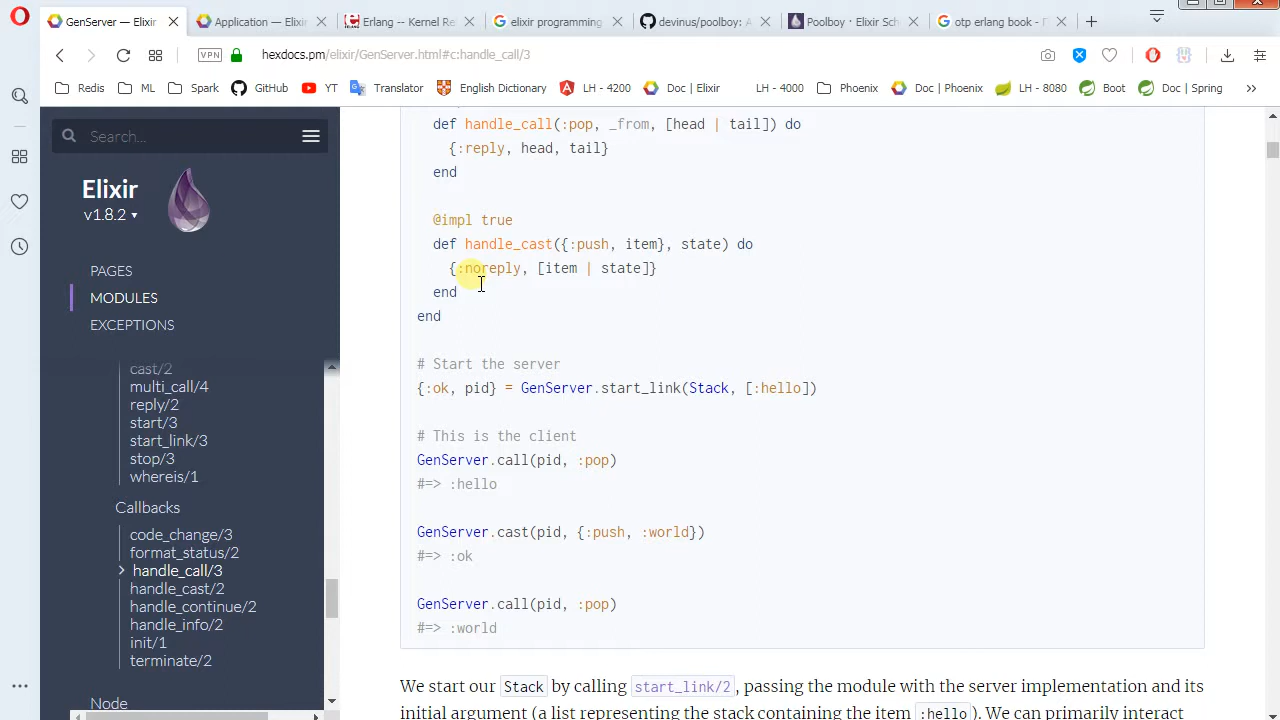 GenServer — Elixir
Application — Elixi
Erlang -- Kernel Re
elixir programming
devinus/poolboy:
Poolboy · Elixir Sch
otp erlang book -
VPN
hexdocs.pm/elixir/GenServer.html#c:handle_call/3
Redis
ML
Spark
GitHub
YT
Translator
English Dictionary
LH - 4200
Doc | Elixir
LH - 4000
Phoenix
Doc | Phoenix
LH - 8080
Boot
Doc | Spring
»
Search...
Elixir
v1.8.2
PAGES
MODULES
EXCEPTIONS
cast/2
multi_call/4
reply/2
start/3
start_link/3
stop/3
whereis/1
Callbacks
code_change/3
format_status/2
handle_call/3
handle_cast/2
handle_continue/2
handle_info/2
init/1
terminate/2
Node
def handle_call(:pop, _from, [head | tail]) do
{:reply, head, tail}
end
@impl true
def handle_cast({:push, item}, state) do
{:noreply, [item | state]}
end
end
# Start the server
{:ok, pid} = GenServer.start_link(Stack, [:hello])
# This is the client
GenServer.call(pid, :pop)
#=> :hello
GenServer.cast(pid, {:push, :world})
#=> :ok
GenServer.call(pid, :pop)
#=> :world
We start our Stack by calling start_link/2, passing the module with the server implementation and its
initial argument (a list representing the stack containing the item :hello). We can primarily interact